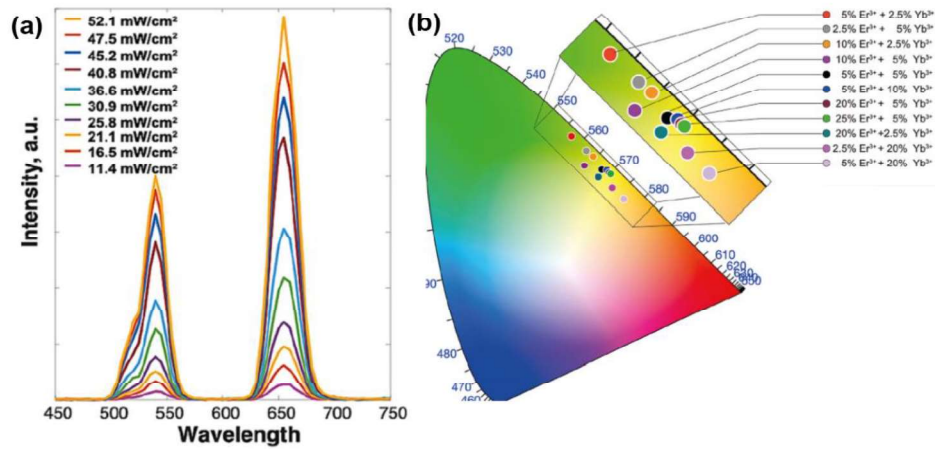 (a)
52.1 mW/cm²
47.5 mW/cm²
45.2 mW/cm²
40.8 mW/cm²
36.6 mW/cm²
30.9 mW/cm²
25.8 mW/cm²
21.1 mW/cm²
16.5 mW/cm²
11.4 mW/cm²
Intensity, a.u.
450 500 550 600 650 700 750
Wavelength
(b)
520
530
540
550
560
570
580
590
600
610
620
630
650
90
480
470
460
5% Er³⁺ + 2.5% Yb³⁺
2.5% Er³⁺ + 5% Yb³⁺
10% Er³⁺ + 2.5% Yb³⁺
10% Er³⁺ + 5% Yb³⁺
5% Er³⁺ + 5% Yb³⁺
5% Er³⁺ + 10% Yb³⁺
20% Er³⁺ + 5% Yb³⁺
25% Er³⁺ + 5% Yb³⁺
20% Er³⁺ +2.5% Yb³⁺
2.5% Er³⁺ + 20% Yb³⁺
5% Er³⁺ + 20% Yb³⁺